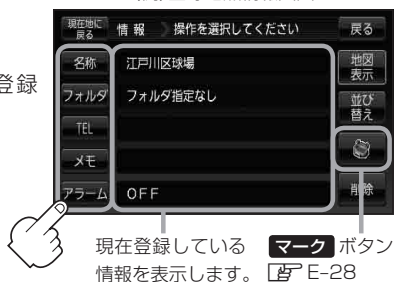 現在地に
戻る
情報 操作を選択してください
戻る
名称 江戸川区球場
地図
表示
登録
フォルダ フォルダ指定なし
並び
替え
TEL
メモ
アラーム OFF
削除
現在登録している
情報を表示します。
マーク ボタン
E-28